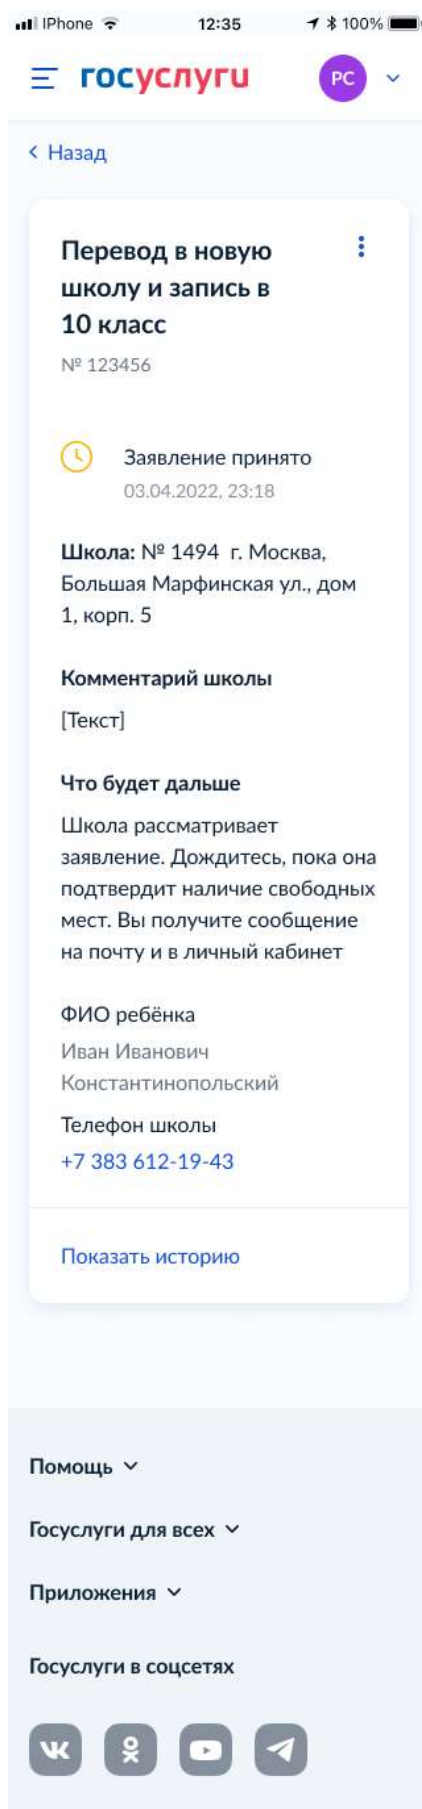 IPhone 12:35 100%
госуслуги РС
Назад
Перевод в новую
школу и запись в
10 класс
№ 123456
Заявление принято
03.04.2022, 23:18
Школа: № 1494 г. Москва,
Большая Марфинская ул., дом
1, корп. 5
Комментарий школы
[Текст]
Что будет дальше
Школа рассматривает
заявление. Дождитесь, пока она
подтвердит наличие свободных
мест. Вы получите сообщение
на почту и в личный кабинет
ФИО ребёнка
Иван Иванович
Константинопольский
Телефон школы
+7 383 612-19-43
Показать историю
Помощь
Госуслуги для всех
Приложения
Госуслуги в соцсетях